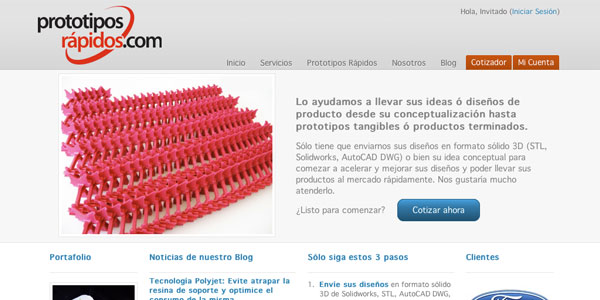 prototipos
rápidos.com
Hola, Invitado (Iniciar Sesión)
Inicio Servicios Prototipos Rápidos Nosotros Blog Cotizador Mi Cuenta
Lo ayudamos a llevar sus ideas ó diseños de
producto desde su conceptualización hasta
prototipos tangibles ó productos terminados.
Sólo tiene que enviarnos sus diseños en formato sólido 3D (STL,
Solidworks, AutoCAD DWG) o bien su idea conceptual para
comezar a acelerar y mejorar sus diseños y poder llevar sus
productos al mercado rápidamente. Nos gustaría mucho
atenderlo.
¿Listo para comenzar? Cotizar ahora
Portafolio Noticias de nuestro Blog Sólo siga estos 3 pasos Clientes
Tecnología Polyjet: Evite atrapar la
resina de soporte y optimice el
consumo de la misma
1. Envíe sus diseños en formato sólido
3D de Solidworks, STL, AutoCAD DWG,